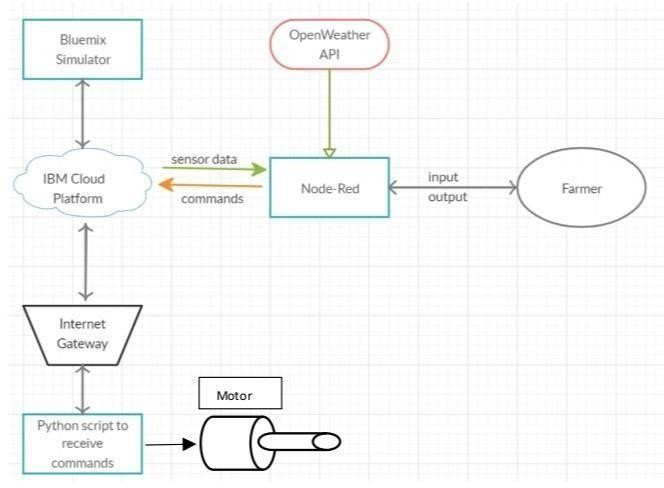 Bluemix
Simulator
OpenWeather
API
IBM Cloud
Platform
sensor data
commands
Node-Red
input
output
Farmer
Internet
Gateway
Motor
Python script to
receive
commands